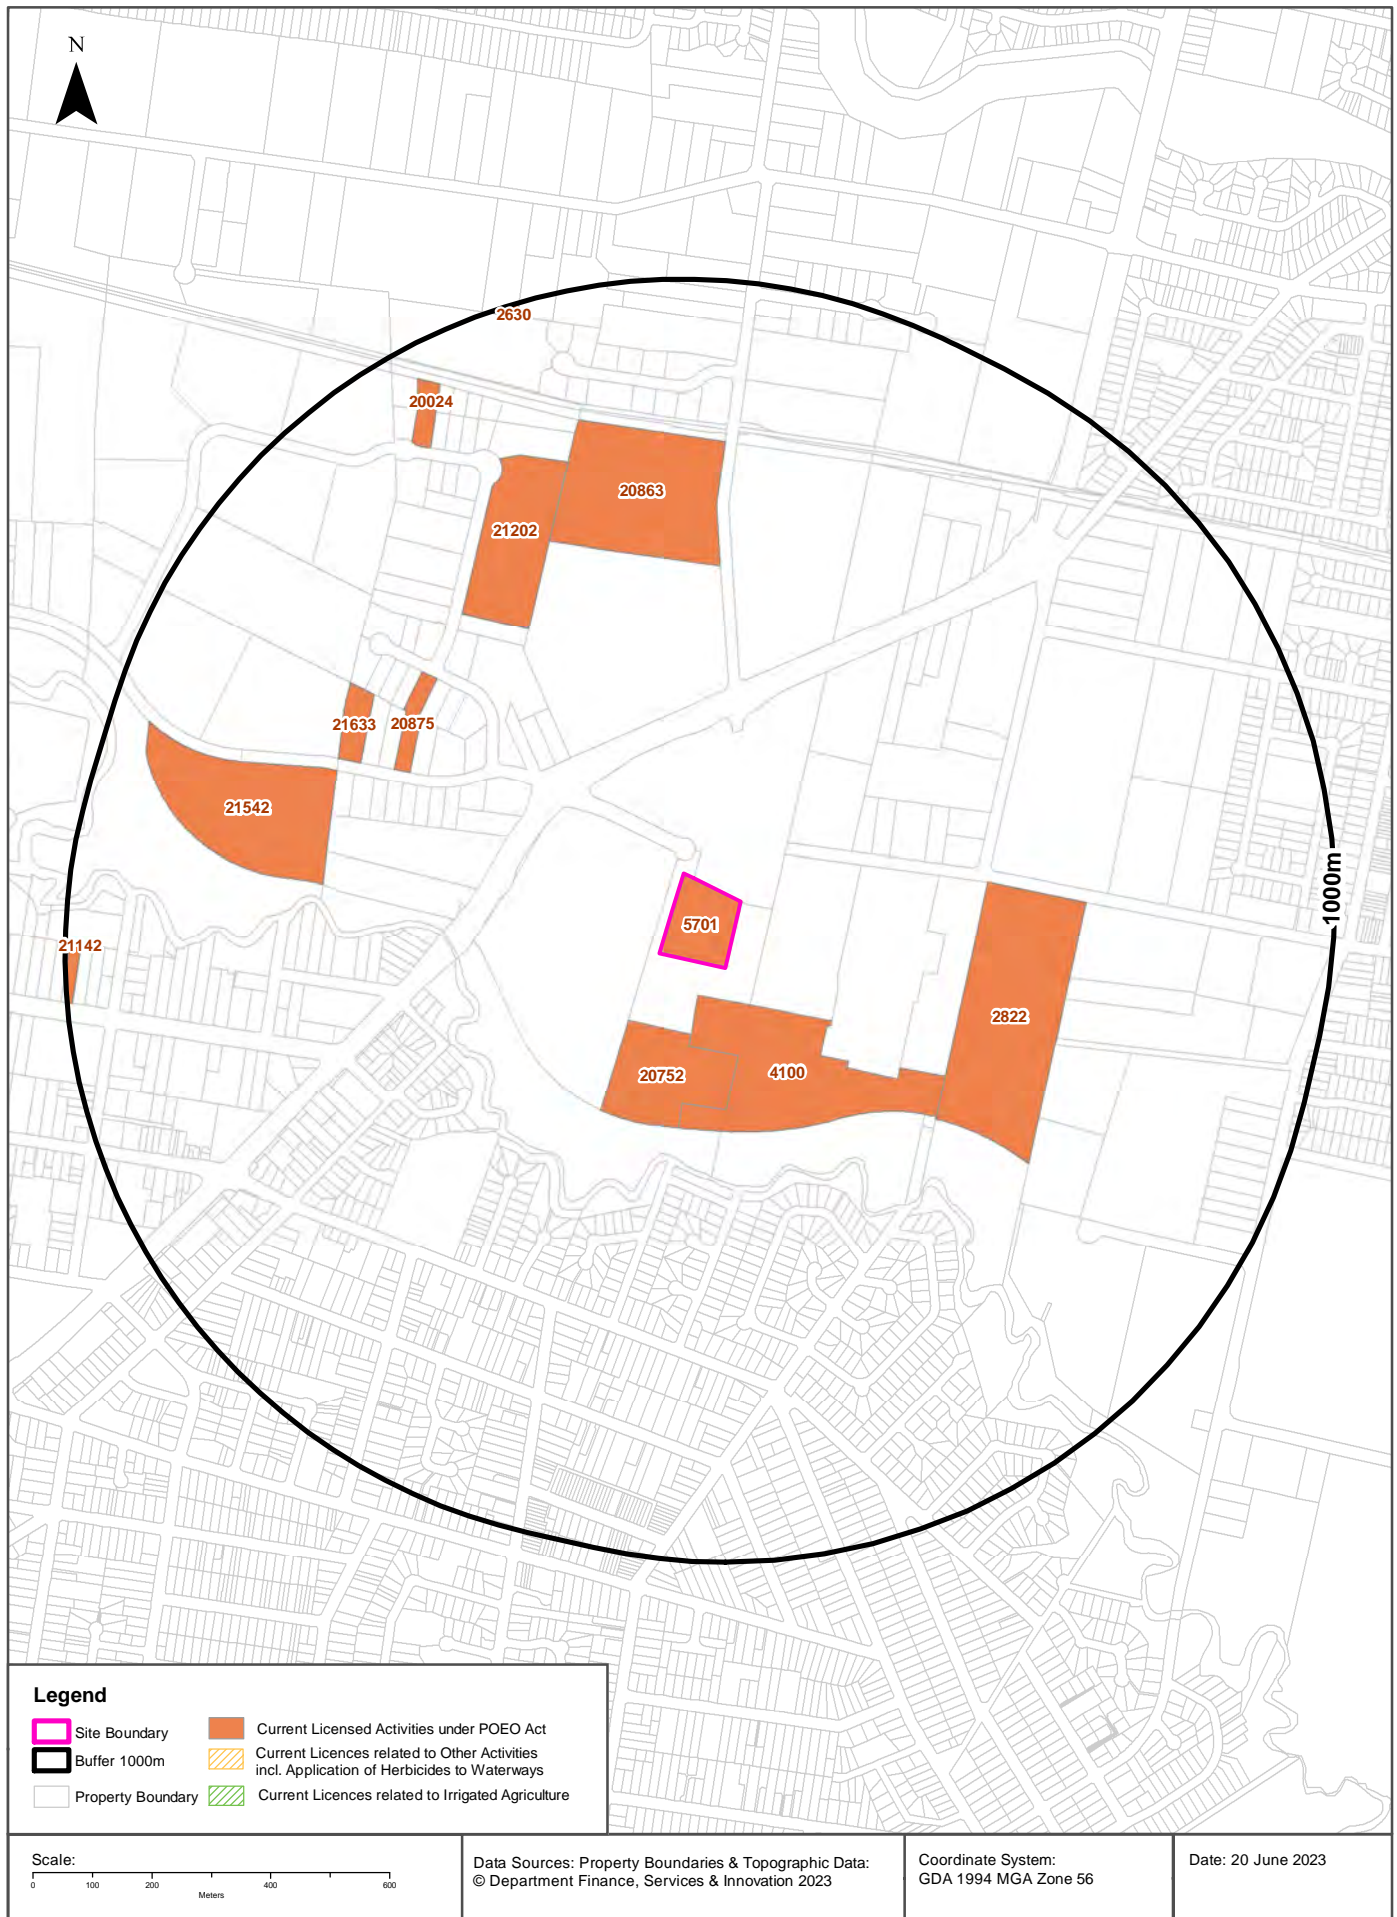 N
2630
20024
20863
21202
21633
20875
21542
5701
21142
1000m
2822
20752
4100
Legend
Site Boundary
Buffer 1000m
Property Boundary
Current Licensed Activities under POEO Act
Current Licences related to Other Activities
incl. Application of Herbicides to Waterways
Current Licences related to Irrigated Agriculture
Scale:
0 100 200 400 600
Meters
Data Sources: Property Boundaries & Topographic Data:
© Department Finance, Services & Innovation 2023
Coordinate System:
GDA 1994 MGA Zone 56
Date: 20 June 2023